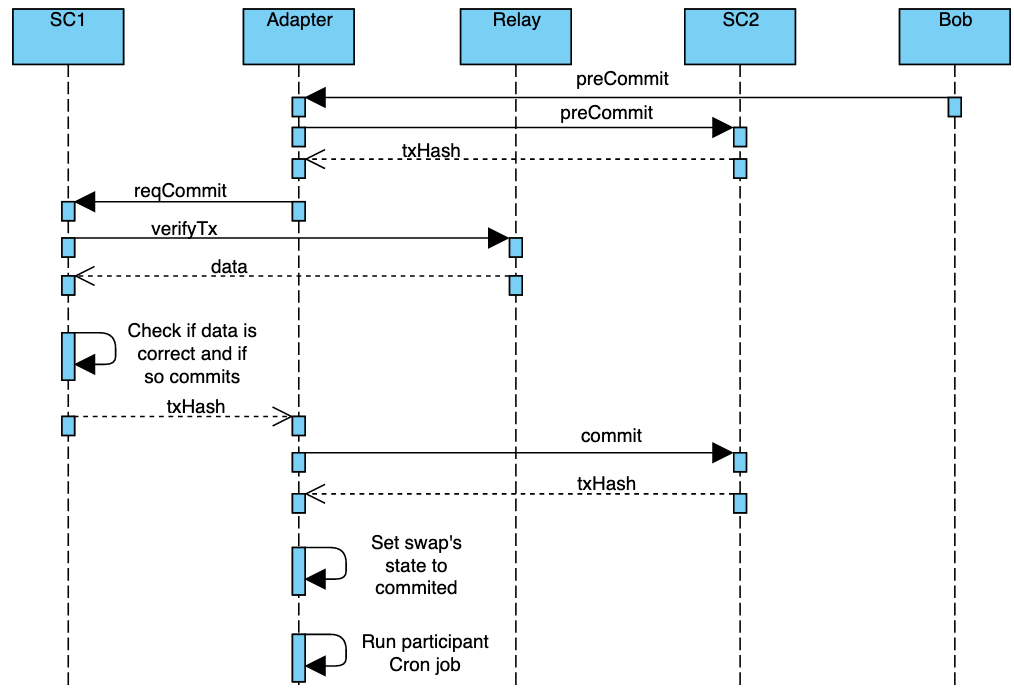 SC1
Adapter
Relay
SC2
Bob
preCommit
preCommit
txHash
reqCommit
verifyTx
data
Check if data is
correct and if
so commits
txHash
commit
txHash
Set swap's
state to
commited
Run participant
Cron job